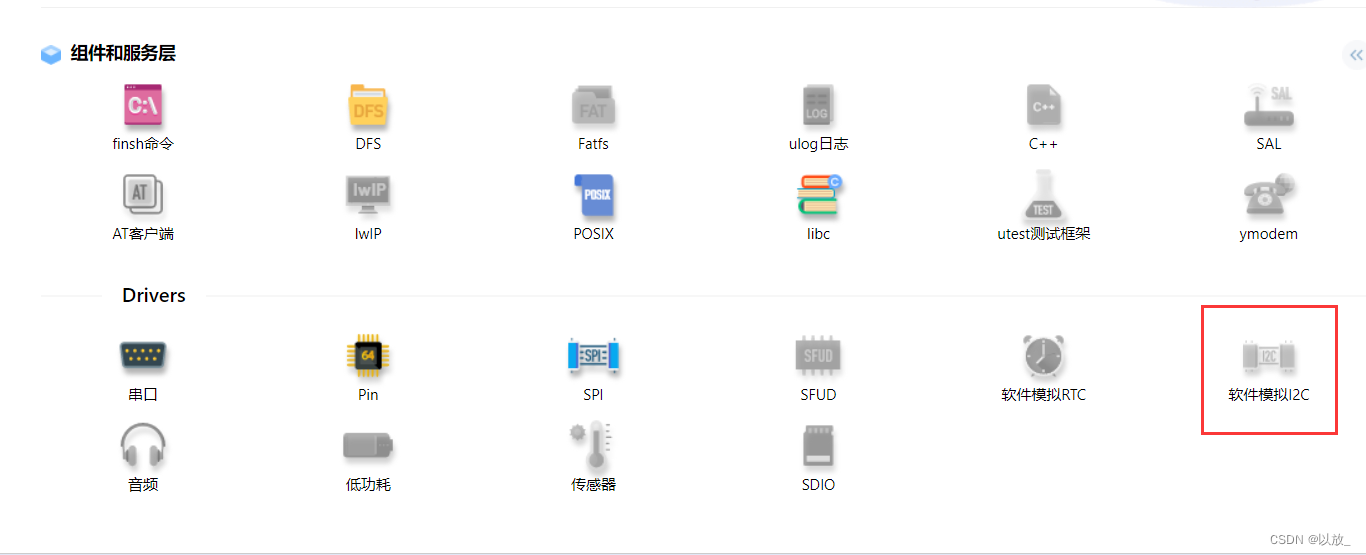 组件和服务层
C:\ DFS FAT LOG C++ SAL
finsh命令 DFS Fatfs ulog日志 C++ SAL
AT lwIP POSIX C TEST
AT客户端 lwIP POSIX libc utest测试框架 ymodem
Drivers
64 SPI SFUD I2C
串口 Pin SPI SFUD 软件模拟RTC 软件模拟I2C
音频 低功耗 传感器 SDIO
CSDN @以放_